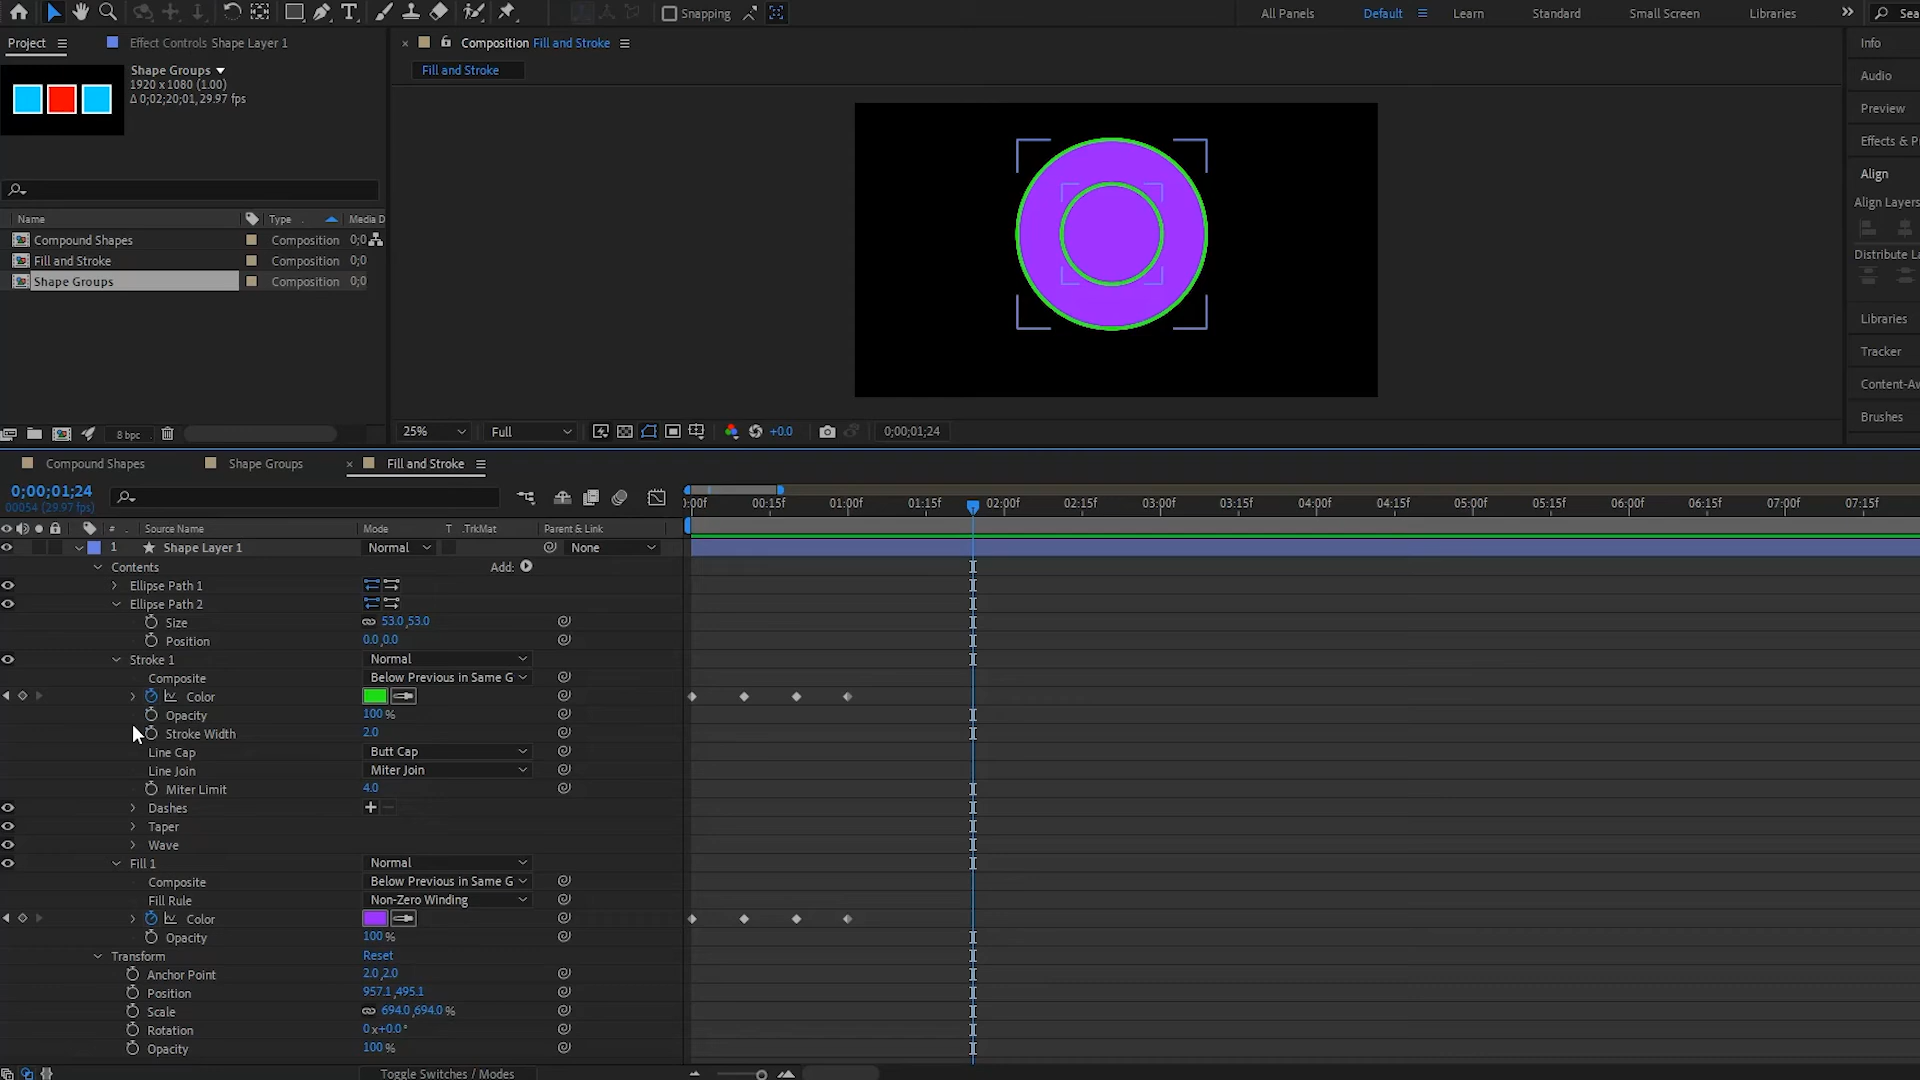 Snapping
All Panels
Default
Learn
Standard
Small Screen
Libraries
Project
Effect Controls Shape Layer 1
Composition Fill and Stroke
Info
Shape Groups
1920 x 1080 (1.00)
Δ 0;02;20;01, 29.97 fps
Fill and Stroke
Audio
Preview
Effects & P
Align
Align Layers
Distribute La
Libraries
Tracker
Content-Aw
Brushes
Name
Type
Media D
Compound Shapes
Composition
0;0
Fill and Stroke
Composition
0;0
Shape Groups
Composition
0;0
8 bpc
25%
Full
+0.0
0;00;01;24
Compound Shapes
Shape Groups
Fill and Stroke
0;00;01;24
00054 (29.97 fps)
):00f
00:15f
01:00f
01:15f
02:00f
02:15f
03:00f
03:15f
04:00f
04:15f
05:00f
05:15f
06:00f
06:15f
07:00f
07:15f
#
Source Name
Mode
T
.TrkMat
Parent & Link
1
Shape Layer 1
Normal
None
Contents
Add:
Ellipse Path 1
Ellipse Path 2
Size
53.0,53.0
Position
0.0,0.0
Stroke 1
Normal
Composite
Below Previous in Same G
Color
Opacity
100 %
Stroke Width
2.0
Line Cap
Butt Cap
Line Join
Miter Join
Miter Limit
4.0
Dashes
Taper
Wave
Fill 1
Normal
Composite
Below Previous in Same G
Fill Rule
Non-Zero Winding
Color
Opacity
100 %
Transform
Reset
Anchor Point
2.0,2.0
Position
957.1,495.1
Scale
694.0,694.0 %
Rotation
0x+0.0°
Opacity
100 %
Toggle Switches / Modes